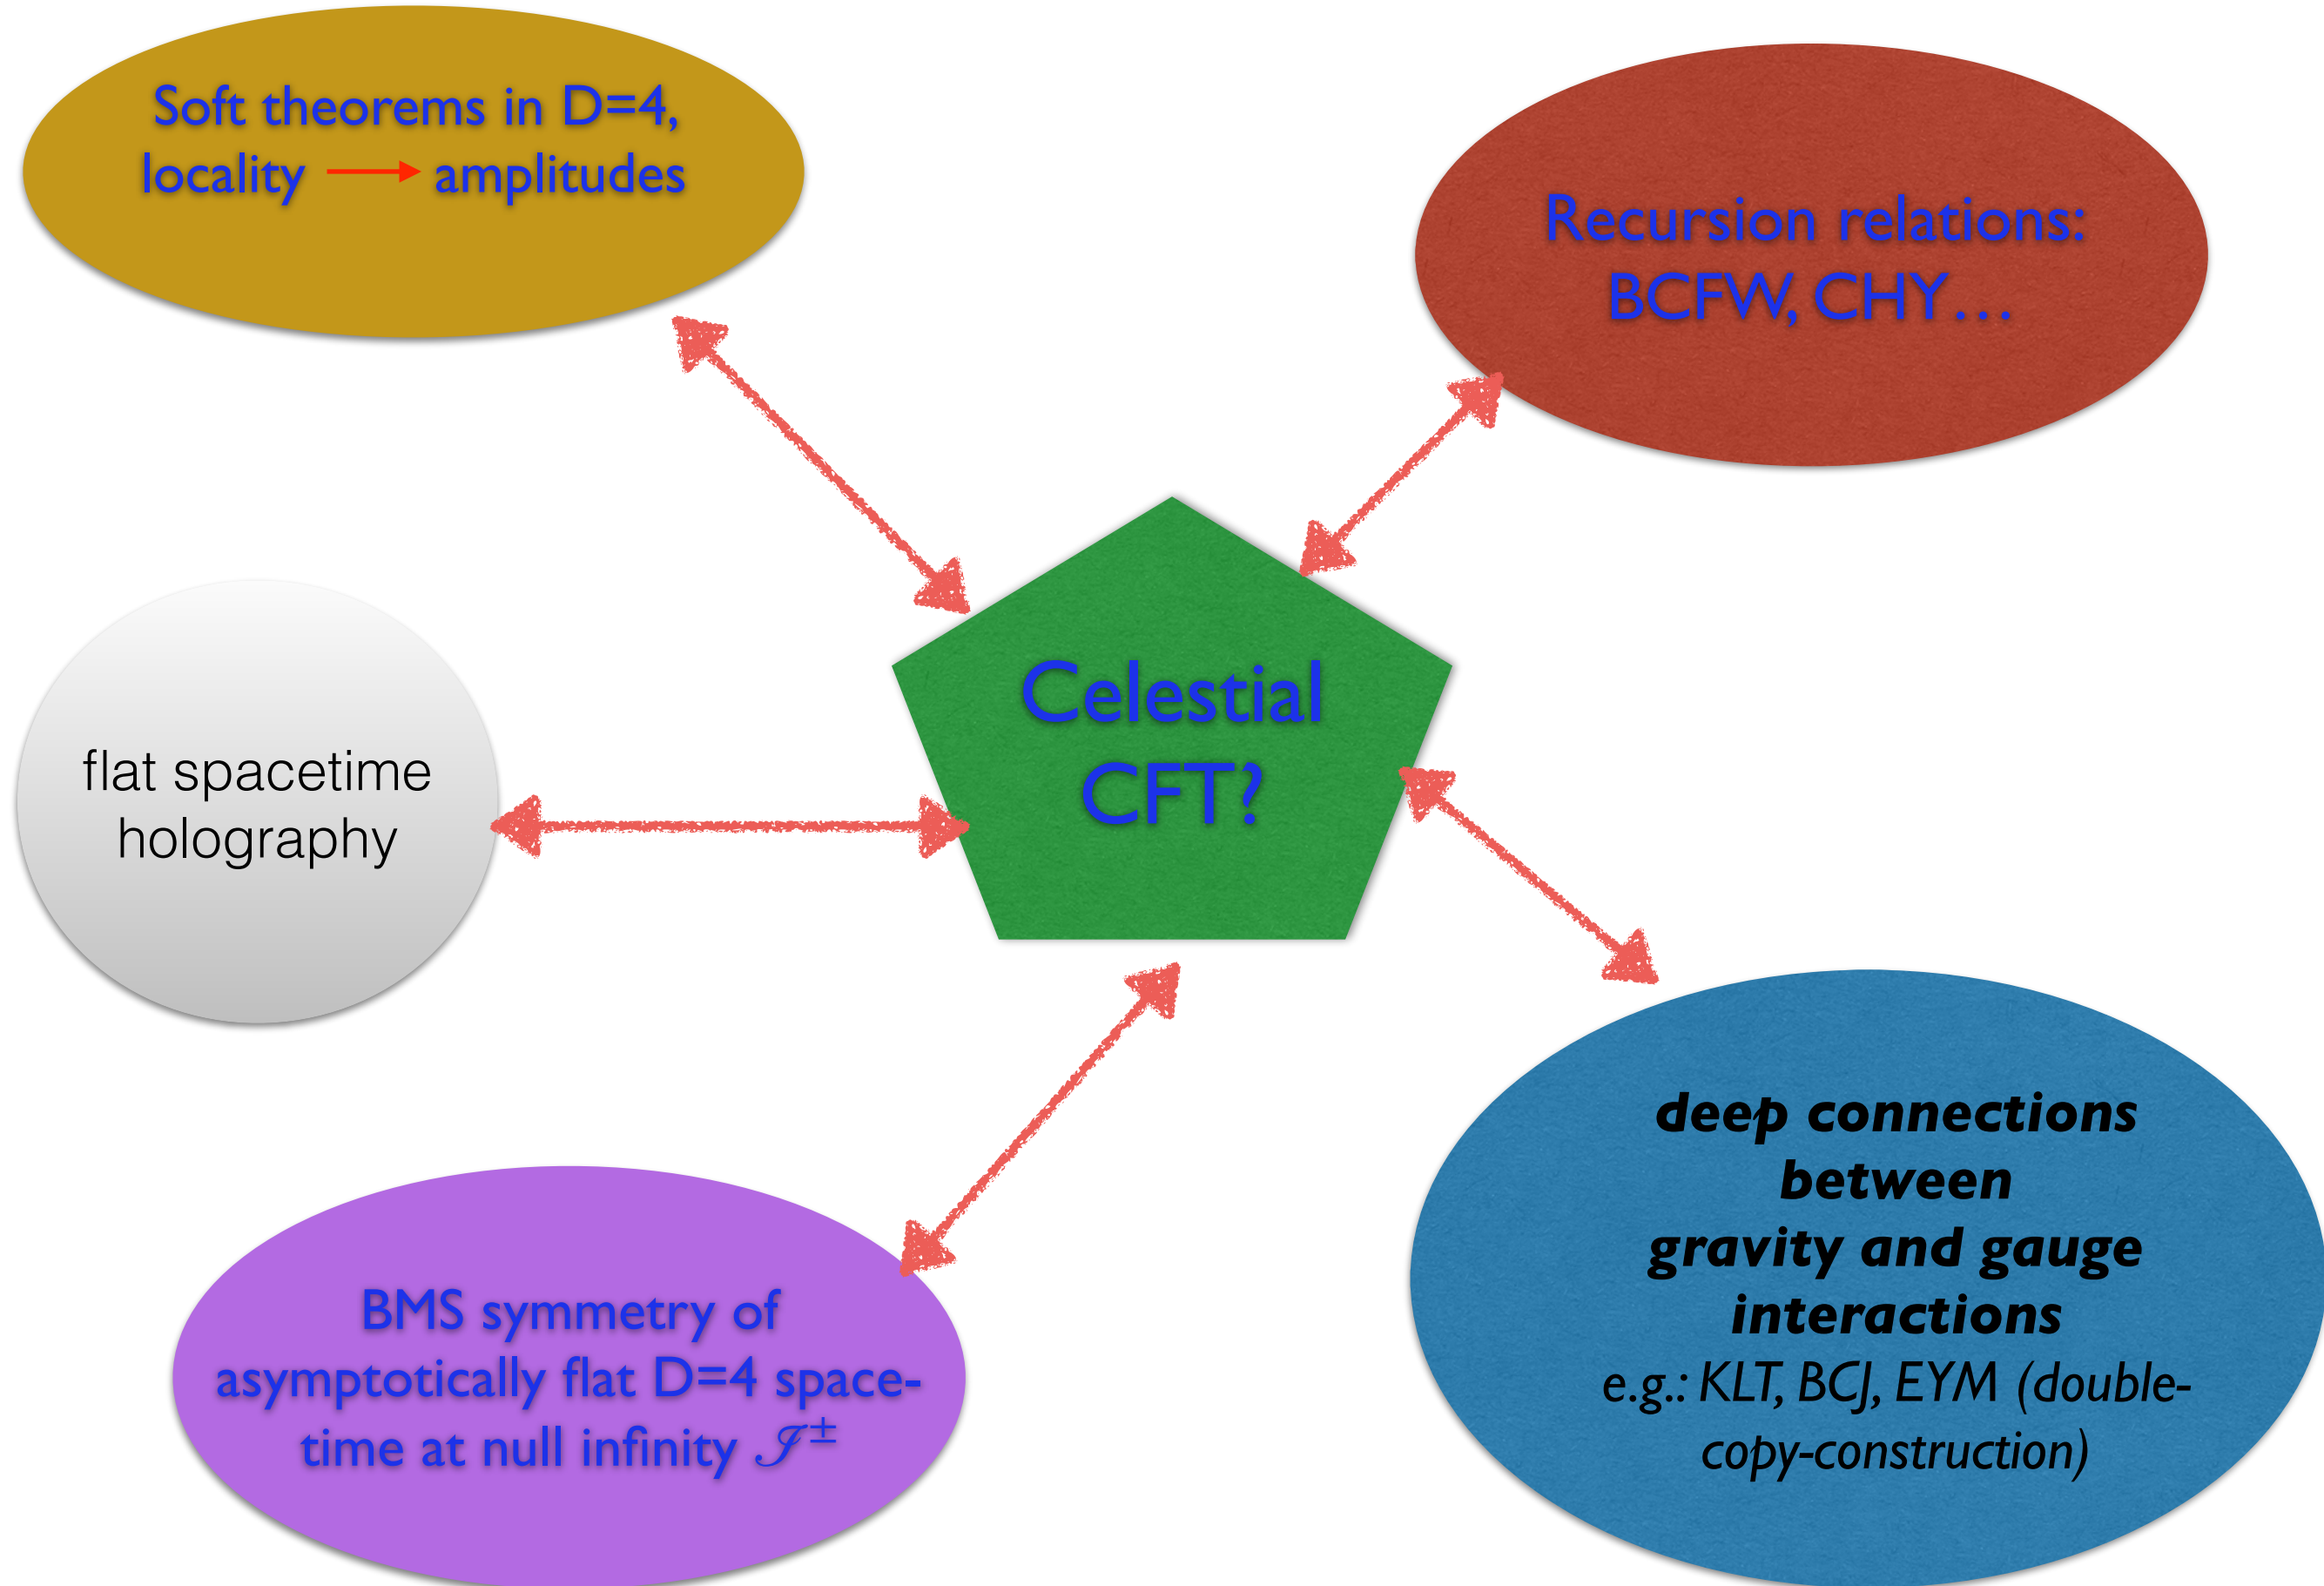 Soft theorems in D=4,
locality → amplitudes
Recursion relations:
BCFW, CHY…
Celestial
CFT?
flat spacetime
holography
BMS symmetry of
asymptotically flat D=4 space-
time at null infinity 𝒥±
deep connections
between
gravity and gauge
interactions
e.g.: KLT, BCJ, EYM (double-
copy-construction)